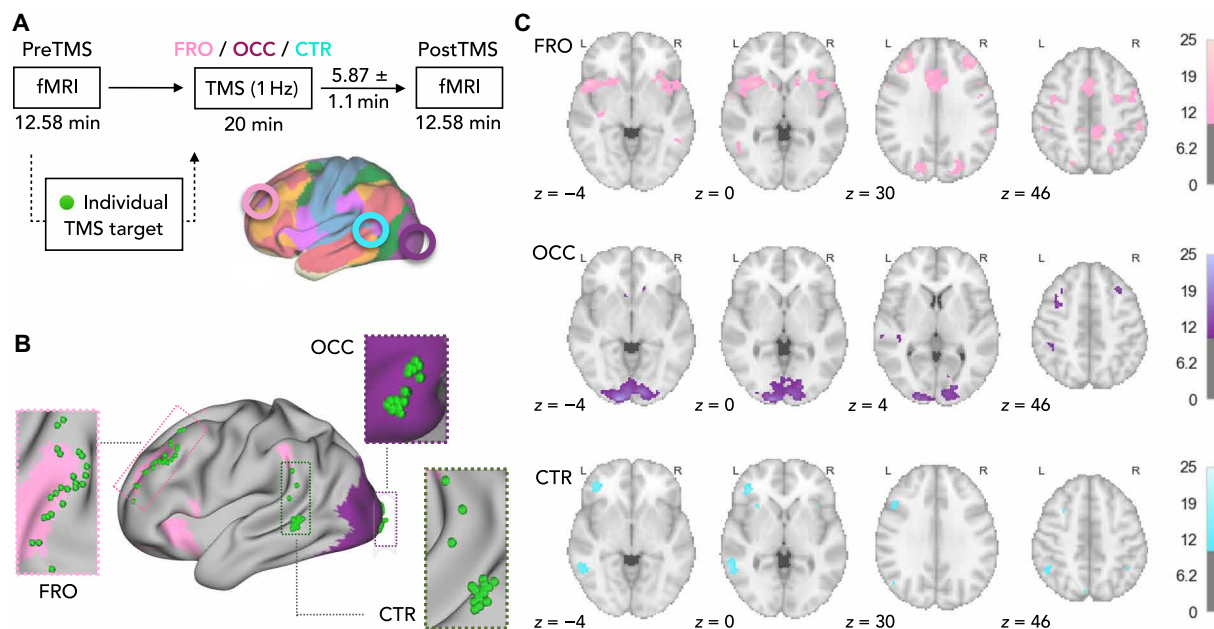 A
FRO / OCC / CTR
PreTMS
PostTMS
fMRI
TMS (1 Hz)
5.87 ±
1.1 min
fMRI
12.58 min
20 min
12.58 min
Individual
TMS target
B
OCC
FRO
CTR
C
FRO
L R
L R
L R
L R
z = −4
z = 0
z = 30
z = 46
25
19
12
6.2
0
OCC
L R
L R
L R
L R
z = −4
z = 0
z = 4
z = 46
25
19
12
6.2
0
CTR
L R
L R
L R
L R
z = −4
z = 0
z = 30
z = 46
25
19
12
6.2
0